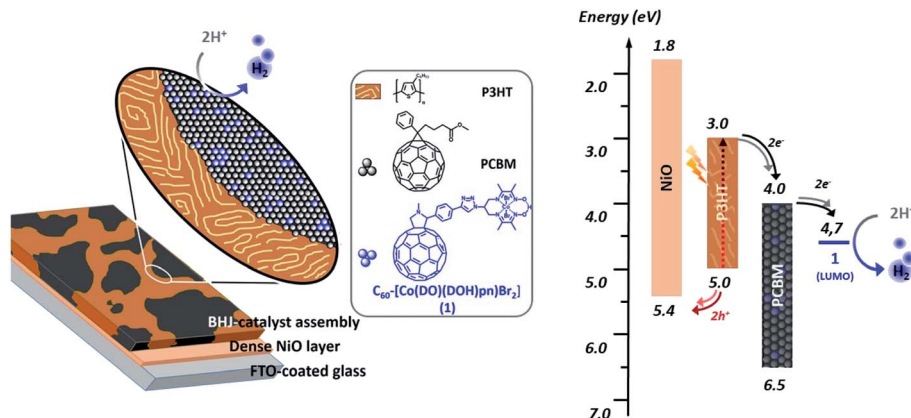 2H+
H2
P3HT
PCBM
C60-[Co(DO)(DOH)pn)Br2]
(1)
BHJ-catalyst assembly
Dense NiO layer
FTO-coated glass
Energy (eV)
2.0
3.0
4.0
5.0
6.0
7.0
1.8
NiO
5.4
3.0
P3HT
5.0
2h+
2e-
4.0
PCBM
6.5
2e-
4,7
1
(LUMO)
2H+
H2